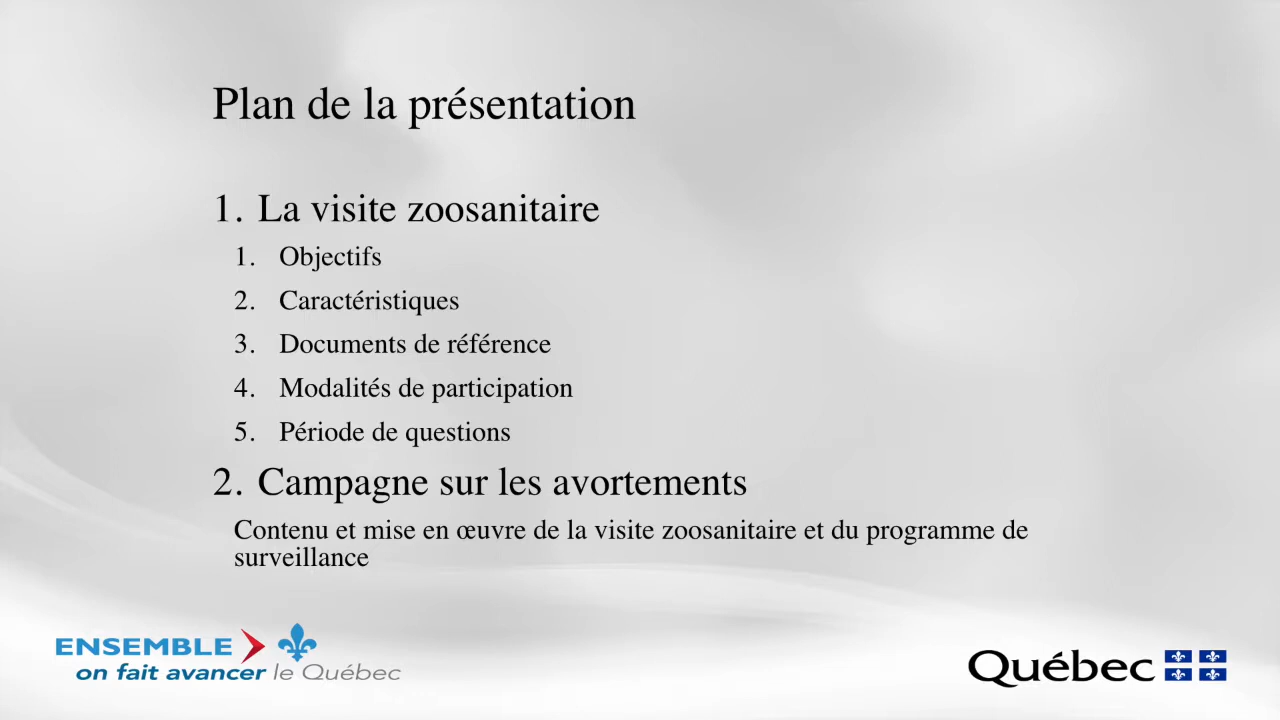 Plan de la présentation
1. La visite zoosanitaire
1. Objectifs
2. Caractéristiques
3. Documents de référence
4. Modalités de participation
5. Période de questions
2. Campagne sur les avortements
Contenu et mise en œuvre de la visite zoosanitaire et du programme de
surveillance
ENSEMBLE
on fait avancer le Québec
Québec